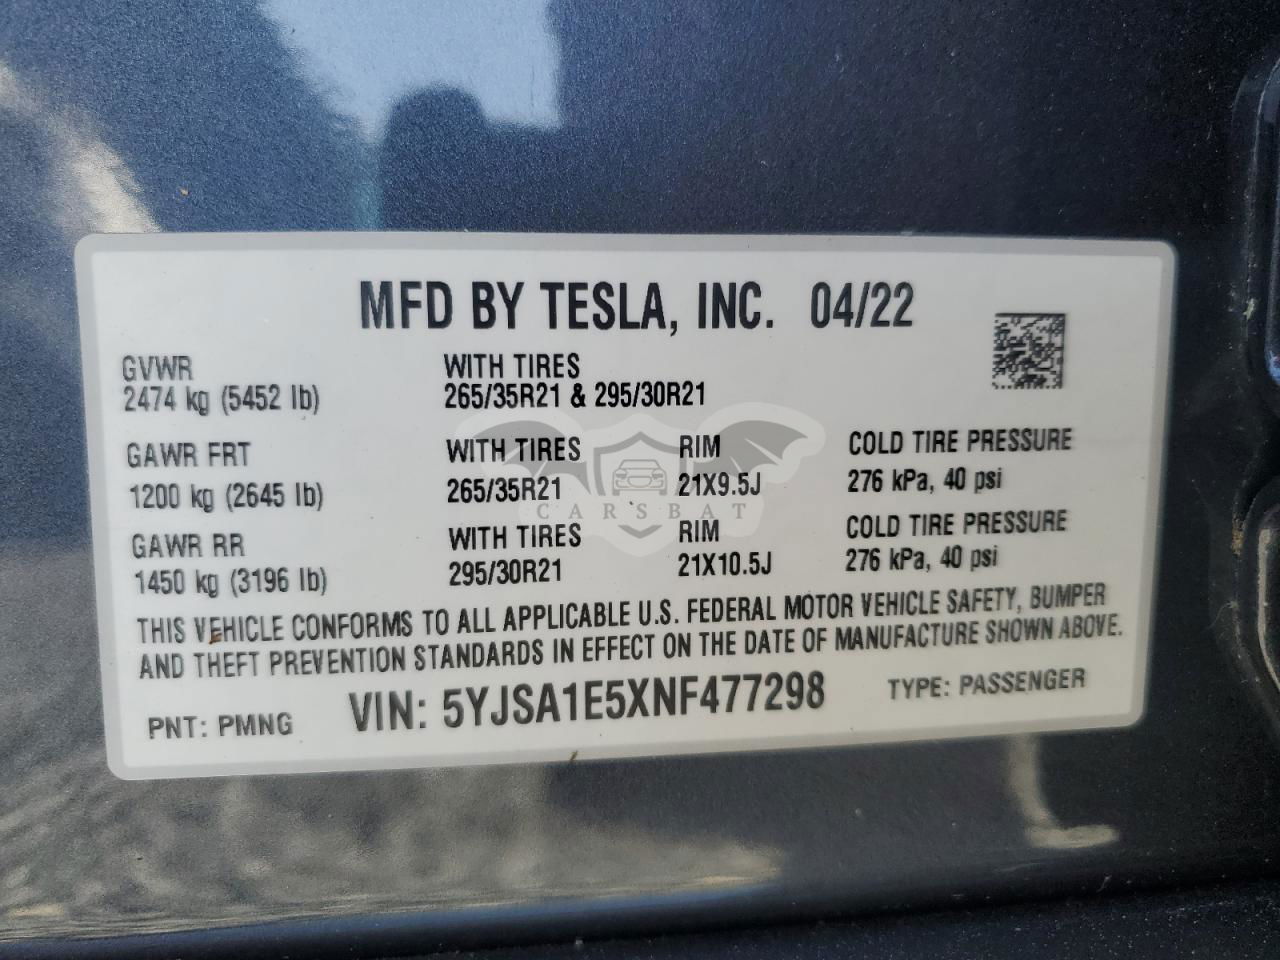 MFD BY TESLA, INC. 04/22
GVWR WITH TIRES
2474 kg (5452 lb) 265/35R21 & 295/30R21
GAWR FRT WITH TIRES RIM COLD TIRE PRESSURE
1200 kg (2645 lb) 265/35R21 21X9.5J 276 kPa, 40 psi
CARSBAT
GAWR RR WITH TIRES RIM COLD TIRE PRESSURE
1450 kg (3196 lb) 295/30R21 21X10.5J 276 kPa, 40 psi
THIS VEHICLE CONFORMS TO ALL APPLICABLE U.S. FEDERAL MOTOR VEHICLE SAFETY, BUMPER
AND THEFT PREVENTION STANDARDS IN EFFECT ON THE DATE OF MANUFACTURE SHOWN ABOVE.
PNT: PMNG VIN: 5YJSA1E5XNF477298 TYPE: PASSENGER